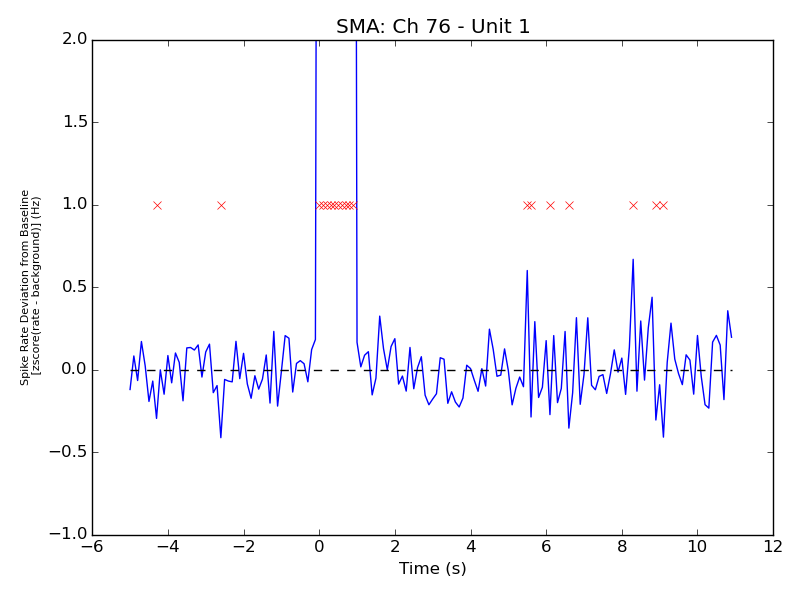 SMA: Ch 76 - Unit 1
2.0
1.5
1.0
0.5
0.0
−0.5
−1.0
Spike Rate Deviation from Baseline
[zscore(rate - background)] (Hz)
−6 −4 −2 0 2 4 6 8 10 12
Time (s)